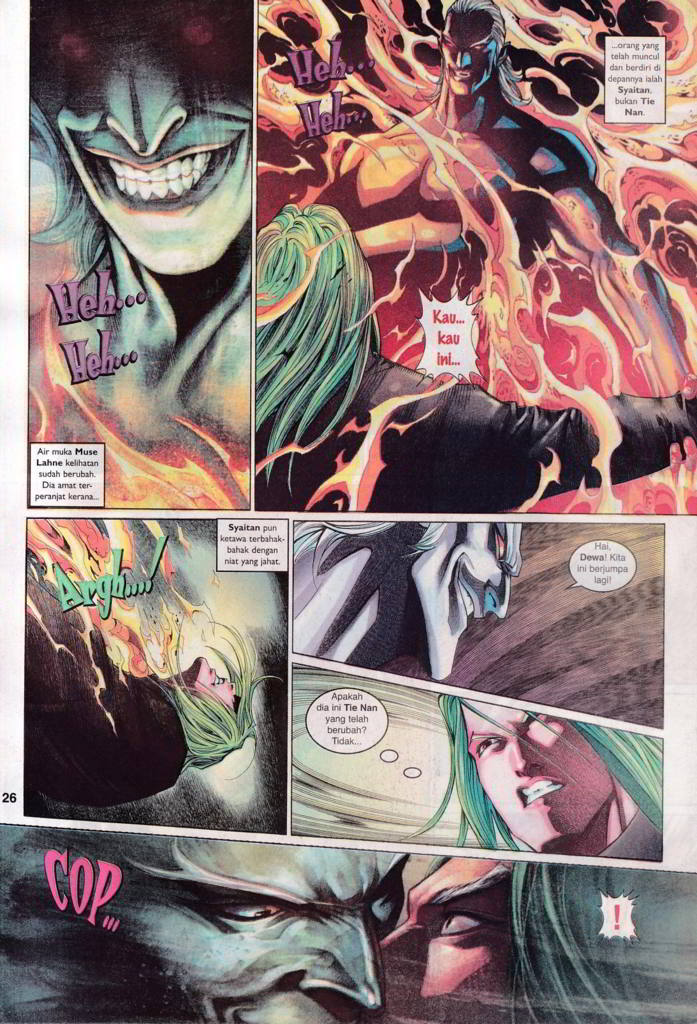 Heh...
Heh...
Air muka Muse
Lahne kelihatan
sudah berubah.
Dia amat ter-
peranjat kerana...
Heh...
Heh...
...orang yang
telah muncul
dan berdiri di
depannya ialah
Syaitan,
bukan Tie
Nan.
Kau...
kau
ini...
Argh....!
Syaitan pun
ketawa terbahak-
bahak dengan
niat yang jahat.
Hai,
Dewa! Kita
ini berjumpa
lagi!
Apakah
dia ini Tie Nan
yang telah
berubah?
Tidak...
26
COP...
!